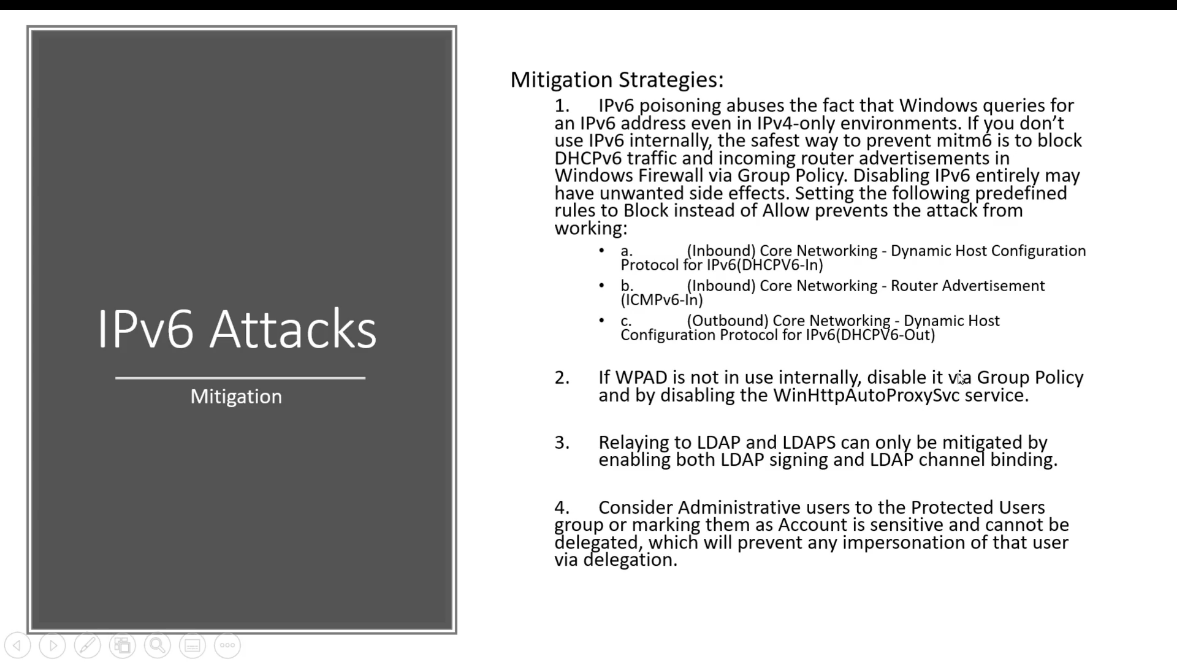 IPv6 Attacks
Mitigation
Mitigation Strategies:
1. IPv6 poisoning abuses the fact that Windows queries for
an IPv6 address even in IPv4-only environments. If you don't
use IPv6 internally, the safest way to prevent mitm6 is to block
DHCPv6 traffic and incoming router advertisements in
Windows Firewall via Group Policy. Disabling IPv6 entirely may
have unwanted side effects. Setting the following predefined
rules to Block instead of Allow prevents the attack from
working:
• a. (Inbound) Core Networking - Dynamic Host Configuration
Protocol for IPv6(DHCPV6-In)
• b. (Inbound) Core Networking - Router Advertisement
(ICMPv6-In)
• c. (Outbound) Core Networking - Dynamic Host
Configuration Protocol for IPv6(DHCPV6-Out)
2. If WPAD is not in use internally, disable it via Group Policy
and by disabling the WinHttpAutoProxySvc service.
3. Relaying to LDAP and LDAPS can only be mitigated by
enabling both LDAP signing and LDAP channel binding.
4. Consider Administrative users to the Protected Users
group or marking them as Account is sensitive and cannot be
delegated, which will prevent any impersonation of that user
via delegation.